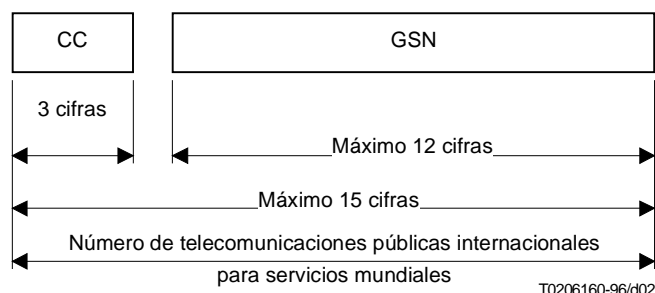 CC
GSN
3 cifras
Máximo 12 cifras
Máximo 15 cifras
Número de telecomunicaciones públicas internacionales
para servicios mundiales
T0206160-96/d02